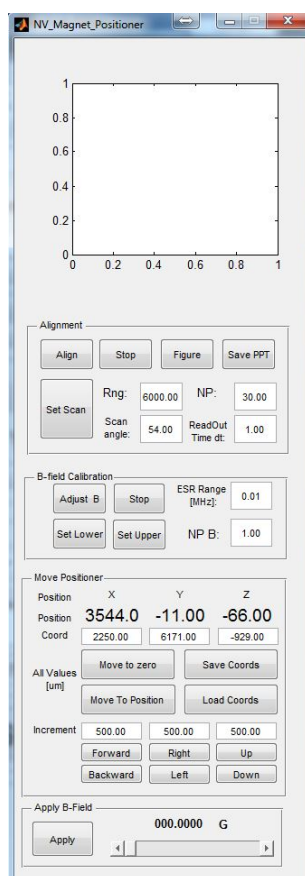 NV_Magnet_Positioner
1
0.8
0.6
0.4
0.2
0
0 0.2 0.4 0.6 0.8 1
Alignment
Align Stop Figure Save PPT
Set Scan
Rng: 6000.00 NP: 30.00
Scan angle: 54.00 ReadOut Time dt: 1.00
B-field Calibration
Adjust B Stop ESR Range [MHz]: 0.01
Set Lower Set Upper NP B: 1.00
Move Positioner
Position X Y Z
Position 3544.0 -11.00 -66.00
Coord 2250.00 6171.00 -929.00
All Values [um]
Move to zero Save Coords
Move To Position Load Coords
Increment 500.00 500.00 500.00
Forward Right Up
Backward Left Down
Apply B-Field
Apply 000.0000 G